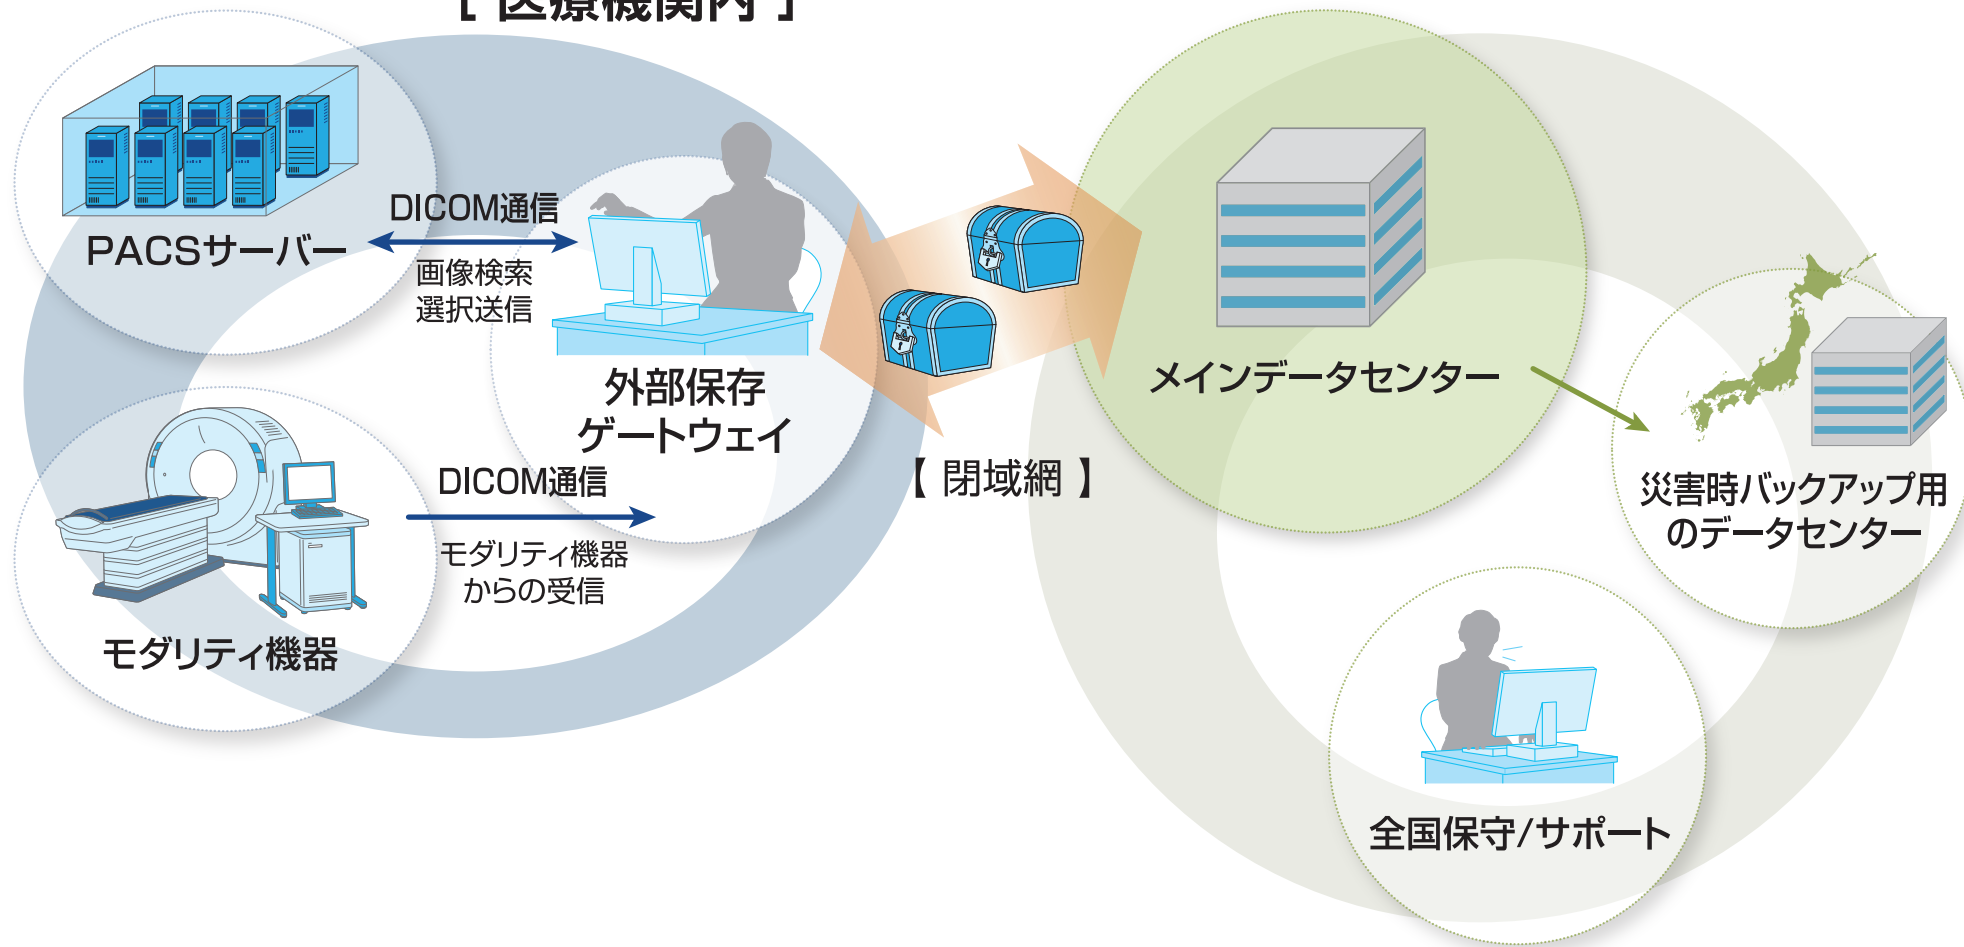 [ 医療機関内 ]
PACSサーバー
DICOM通信
画像検索
選択送信
外部保存
ゲートウェイ
モダリティ機器
DICOM通信
モダリティ機器
からの受信
【 閉域網 】
メインデータセンター
災害時バックアップ用
のデータセンター
全国保守/サポート